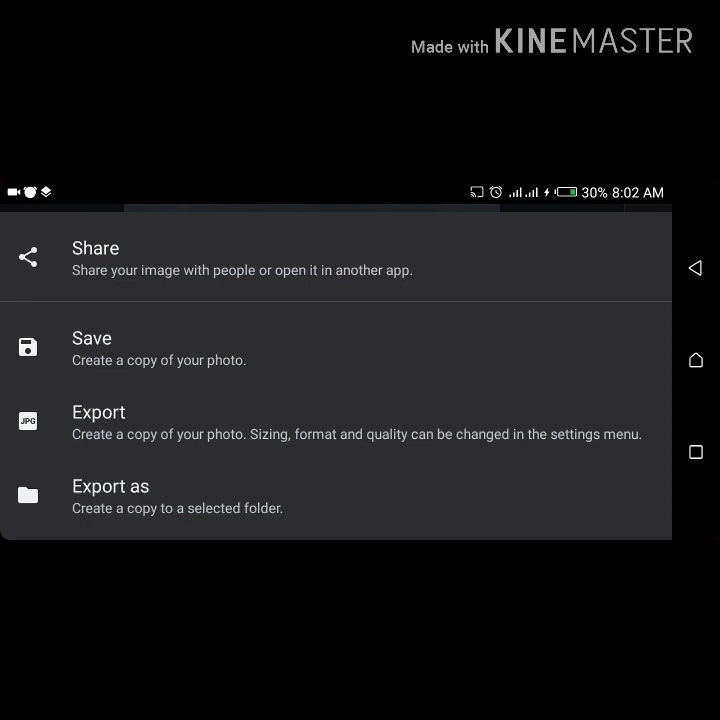 Made with KINEMASTER
30% 8:02 AM
Share
Share your image with people or open it in another app.
Save
Create a copy of your photo.
JPG
Export
Create a copy of your photo. Sizing, format and quality can be changed in the settings menu.
Export as
Create a copy to a selected folder.